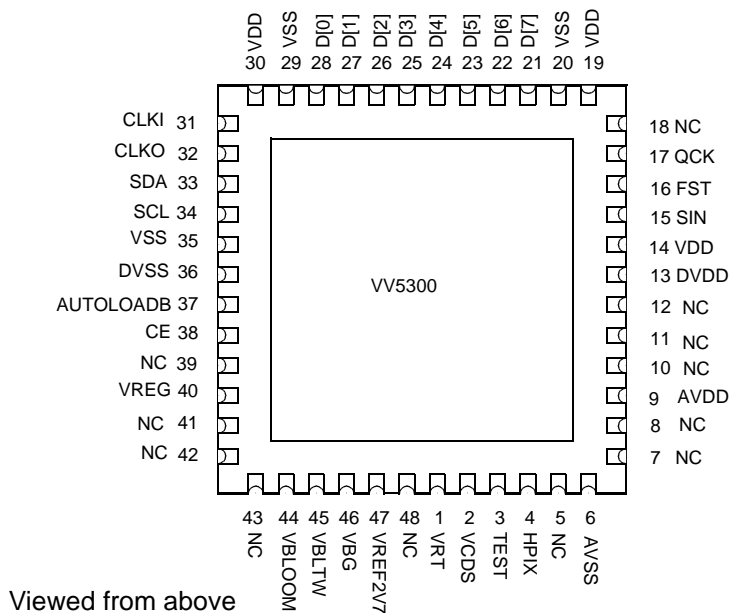 30 VDD
29 VSS
28 D[0]
27 D[1]
26 D[2]
25 D[3]
24 D[4]
23 D[5]
22 D[6]
21 D[7]
20 VSS
19 VDD
CLKI 31
CLKO 32
SDA 33
SCL 34
VSS 35
DVSS 36
AUTOLOADB 37
CE 38
NC 39
VREG 40
NC 41
NC 42
VV5300
18 NC
17 QCK
16 FST
15 SIN
14 VDD
13 DVDD
12 NC
11 NC
10 NC
9 AVDD
8 NC
7 NC
43 NC
44 VBLOOM
45 VBLTW
46 VBG
47 VREF2V7
48 NC
1 VRT
2 VCDS
3 TEST
4 HPIX
5 NC
6 AVSS
Viewed from above